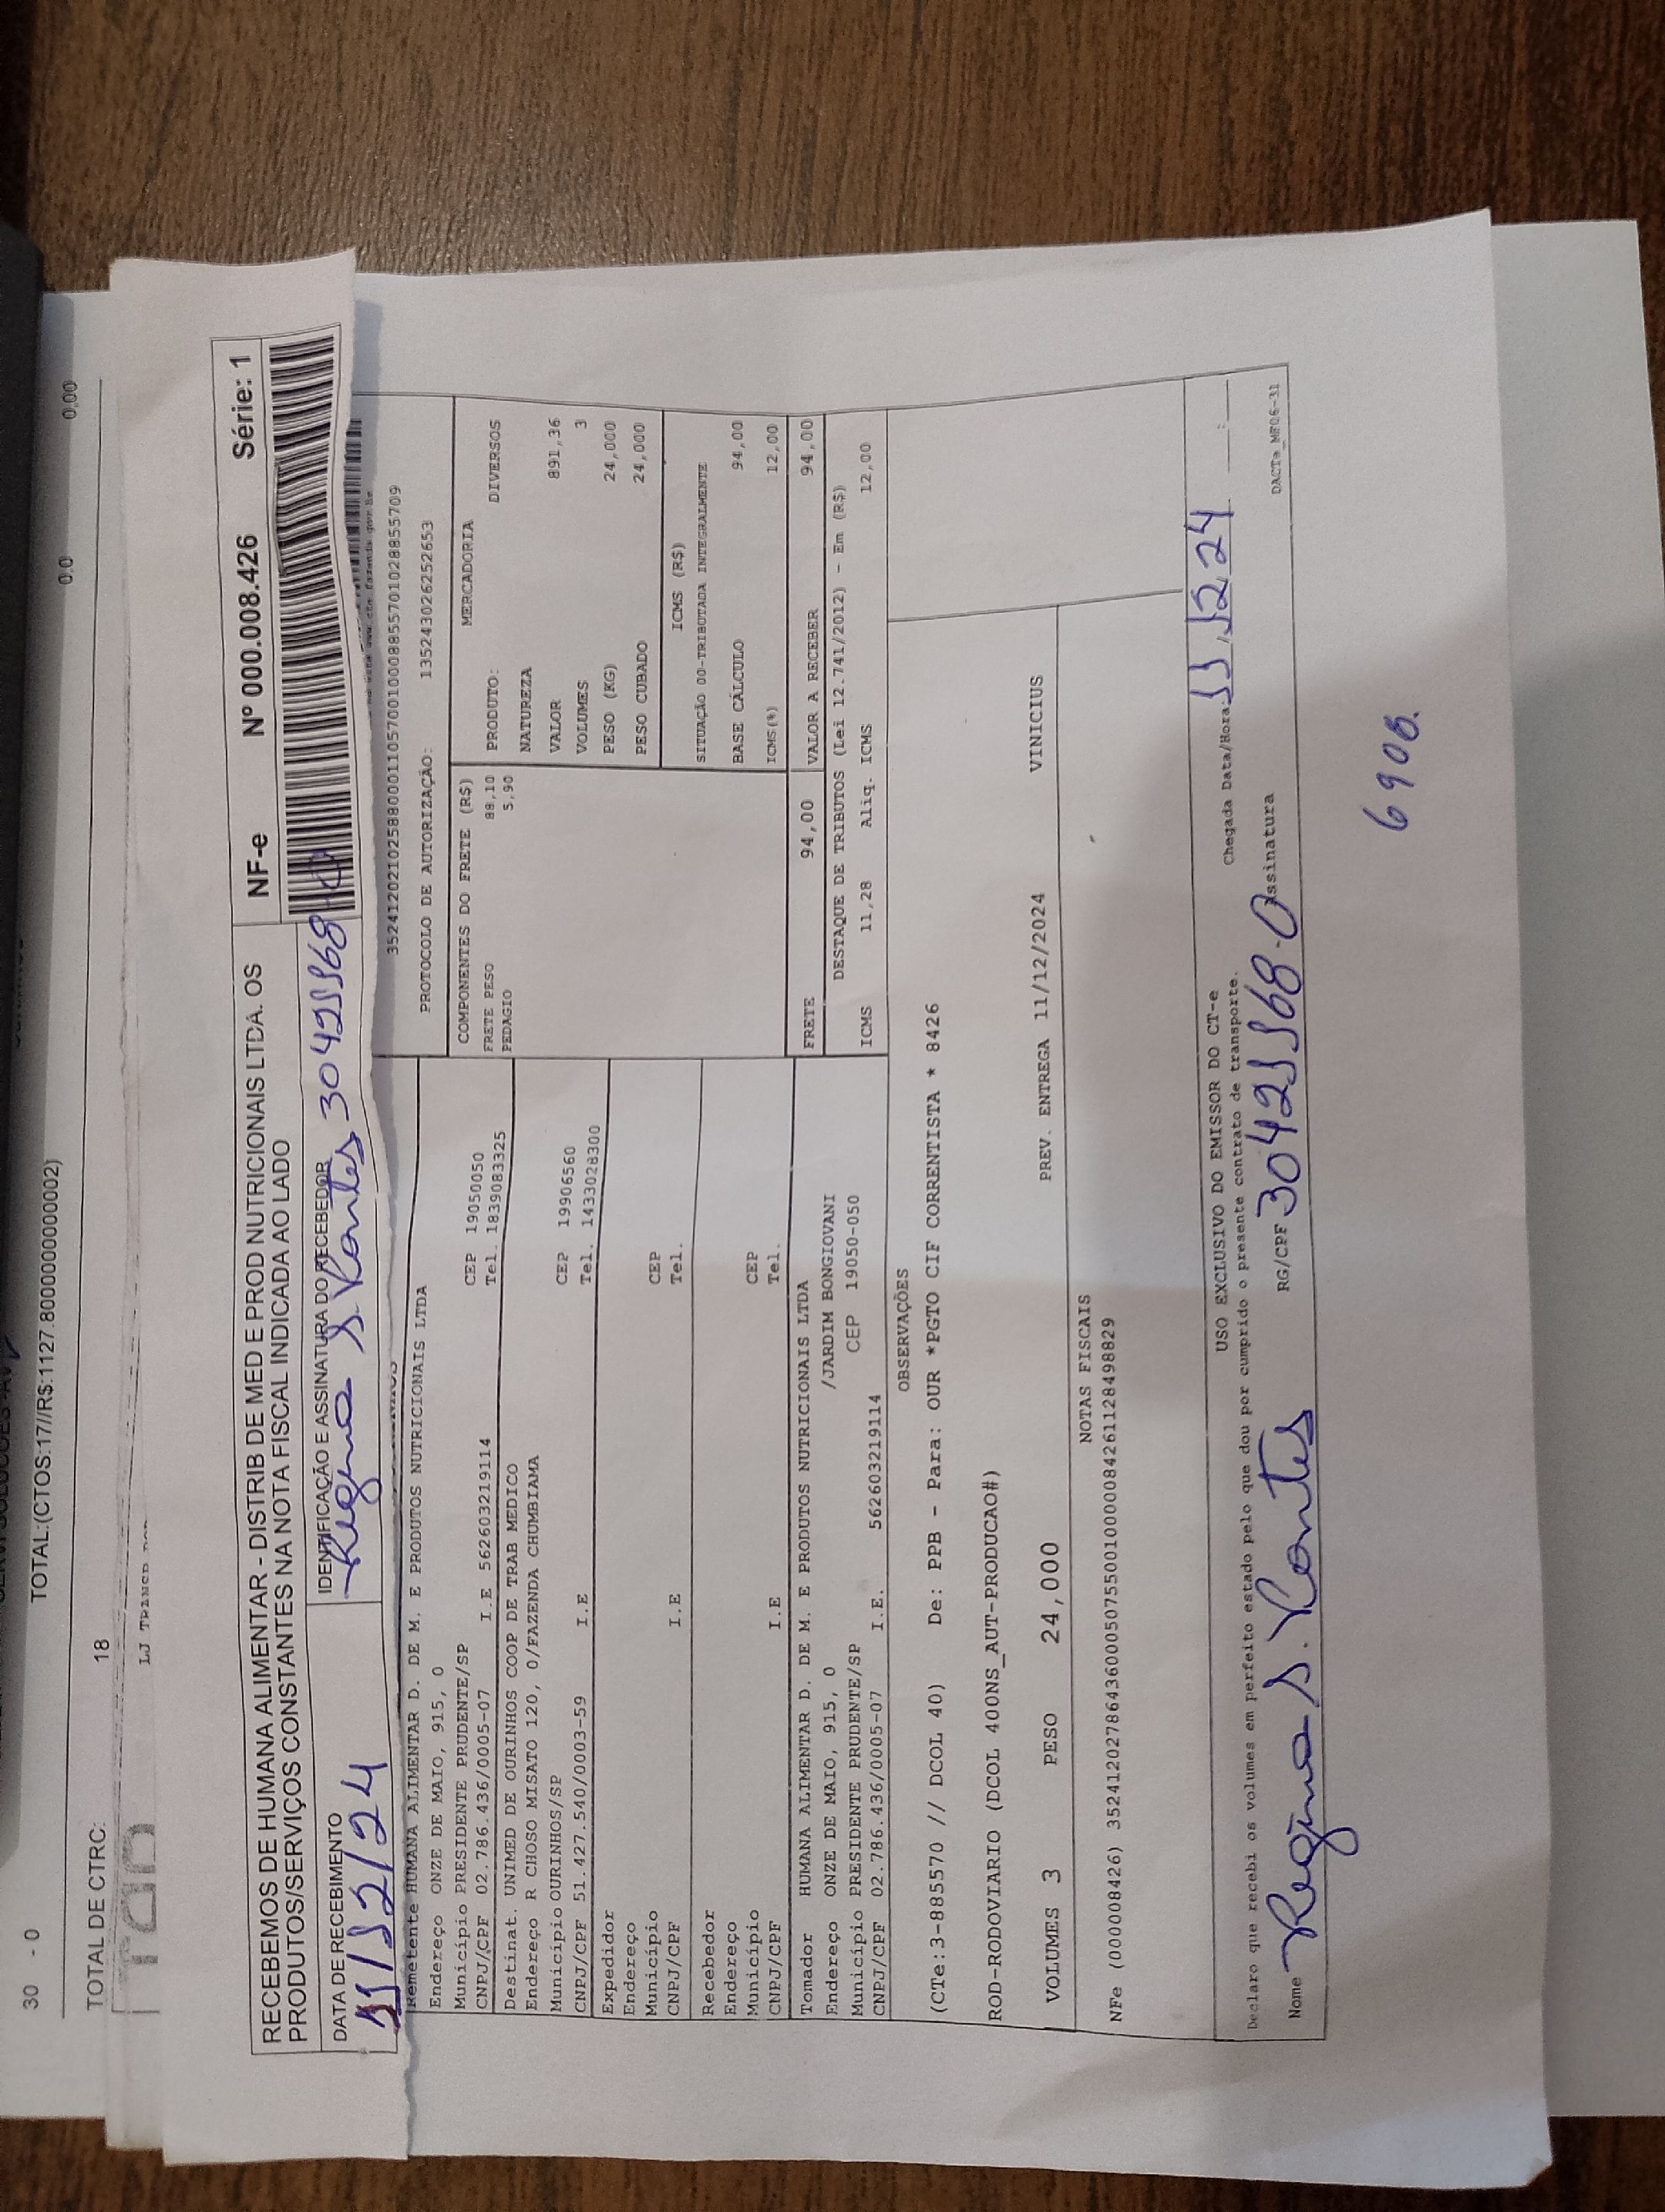 30 - 0
TOTAL:(CTOS:17//R$:1127.8000000000000002)
0.0 0.00
TOTAL DE CTRC: 18
RECEBEMOS DE HUMANA ALIMENTAR - DISTRIB DE MED E PROD NUTRICIONAIS LTDA. OS
PRODUTOS/SERVIÇOS CONSTANTES NA NOTA FISCAL INDICADA AO LADO
NF-e Nº 000.008.426 Série: 1
DATA DE RECEBIMENTO
11/12/24
IDENTIFICAÇÃO E ASSINATURA DO RECEBEDOR
Regina S. Pontes 304211568
35241202102588000110570010008855701028855709
PROTOCOLO DE AUTORIZAÇÃO: 135243026252653
Remetente HUMANA ALIMENTAR D. DE M. E PRODUTOS NUTRICIONAIS LTDA
Endereço ONZE DE MAIO, 915, 0
Município PRESIDENTE PRUDENTE/SP CEP 19050050
CNPJ/CPF 02.786.436/0005-07 I.E 562603219114 Tel. 1839083325
Destinat. UNIMED DE OURINHOS COOP DE TRAB MEDICO
Endereço R CHOSO MISATO 120, 0/FAZENDA CHUMBIAMA
Município OURINHOS/SP CEP 19906560
CNPJ/CPF 51.427.540/0003-59 I.E Tel. 1433028300
Expedidor
Endereço
Município CEP
CNPJ/CPF I.E Tel.
Recebedor
Endereço
Município CEP
CNPJ/CPF I.E Tel.
Tomador HUMANA ALIMENTAR D. DE M. E PRODUTOS NUTRICIONAIS LTDA
Endereço ONZE DE MAIO, 915, 0 /JARDIM BONGIOVANI
Município PRESIDENTE PRUDENTE/SP CEP 19050-050
CNPJ/CPF 02.786.436/0005-07 I.E. 562603219114
COMPONENTES DO FRETE (R$)
FRETE PESO 88,10
PEDAGIO 5,90
MERCADORIA
PRODUTO: DIVERSOS
NATUREZA
VALOR 891,36
VOLUMES 3
PESO (KG) 24,000
PESO CUBADO 24,000
ICMS (R$)
SITUAÇÃO 00-TRIBUTADA INTEGRALMENTE
BASE CÁLCULO 94,00
ICMS(%) 12,00
FRETE 94,00 VALOR A RECEBER 94,00
DESTAQUE DE TRIBUTOS (Lei 12.741/2012) - Em (R$)
ICMS 11,28 Aliq. ICMS 12,00
OBSERVAÇÕES
(CTe:3-885570 // DCOL 40) De: PPB - Para: OUR *PGTO CIF CORRENTISTA * 8426
ROD-RODOVIARIO (DCOL 400NS_AUT-PRODUCAO#)
VOLUMES 3 PESO 24,000 PREV. ENTREGA 11/12/2024 VINICIUS
NOTAS FISCAIS
NFe (000008426) 35241202786436000507550010000084261128498829
USO EXCLUSIVO DO EMISSOR DO CT-e
Declaro que recebi os volumes em perfeito estado pelo que dou por cumprido o presente contrato de transporte.
Chegada Data/Hora: 11,12,24 :
Nome Regina S. Pontes RG/CPF 304211568-0 Assinatura
DACTe_MF06-31
6906.